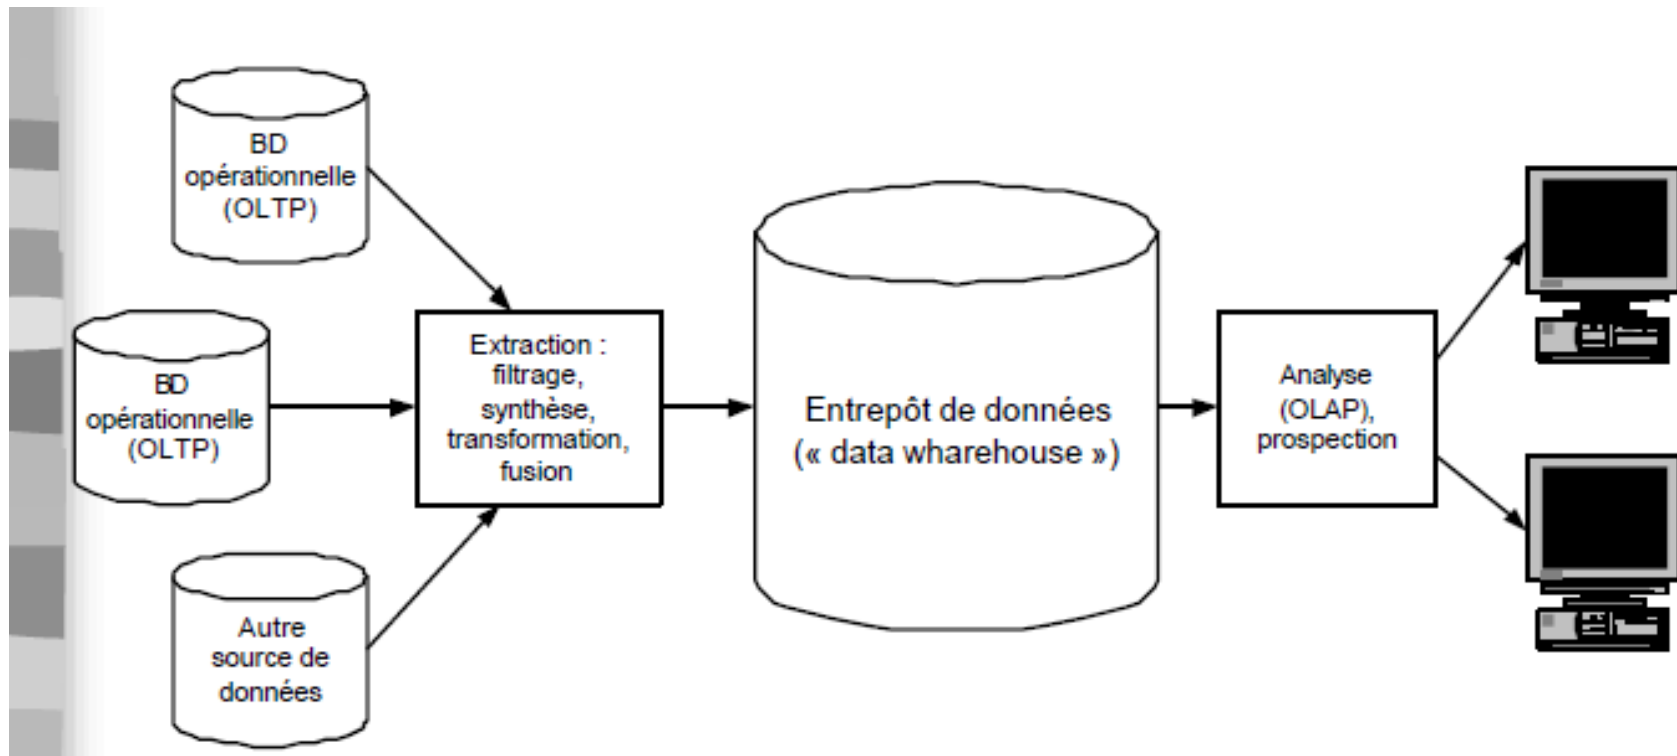 BD
opérationnelle
(OLTP)
BD
opérationnelle
(OLTP)
Autre
source de
données
Extraction :
filtrage,
synthèse,
transformation,
fusion
Entrepôt de données
(« data wharehouse »)
Analyse
(OLAP),
prospection